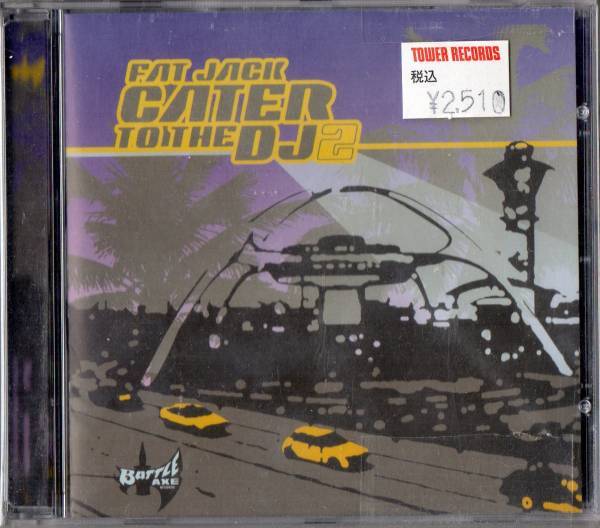 FAT JACK
CATER
TO THE DJ 2
TOWER RECORDS
税込
¥2,510
BATTLE
AXE